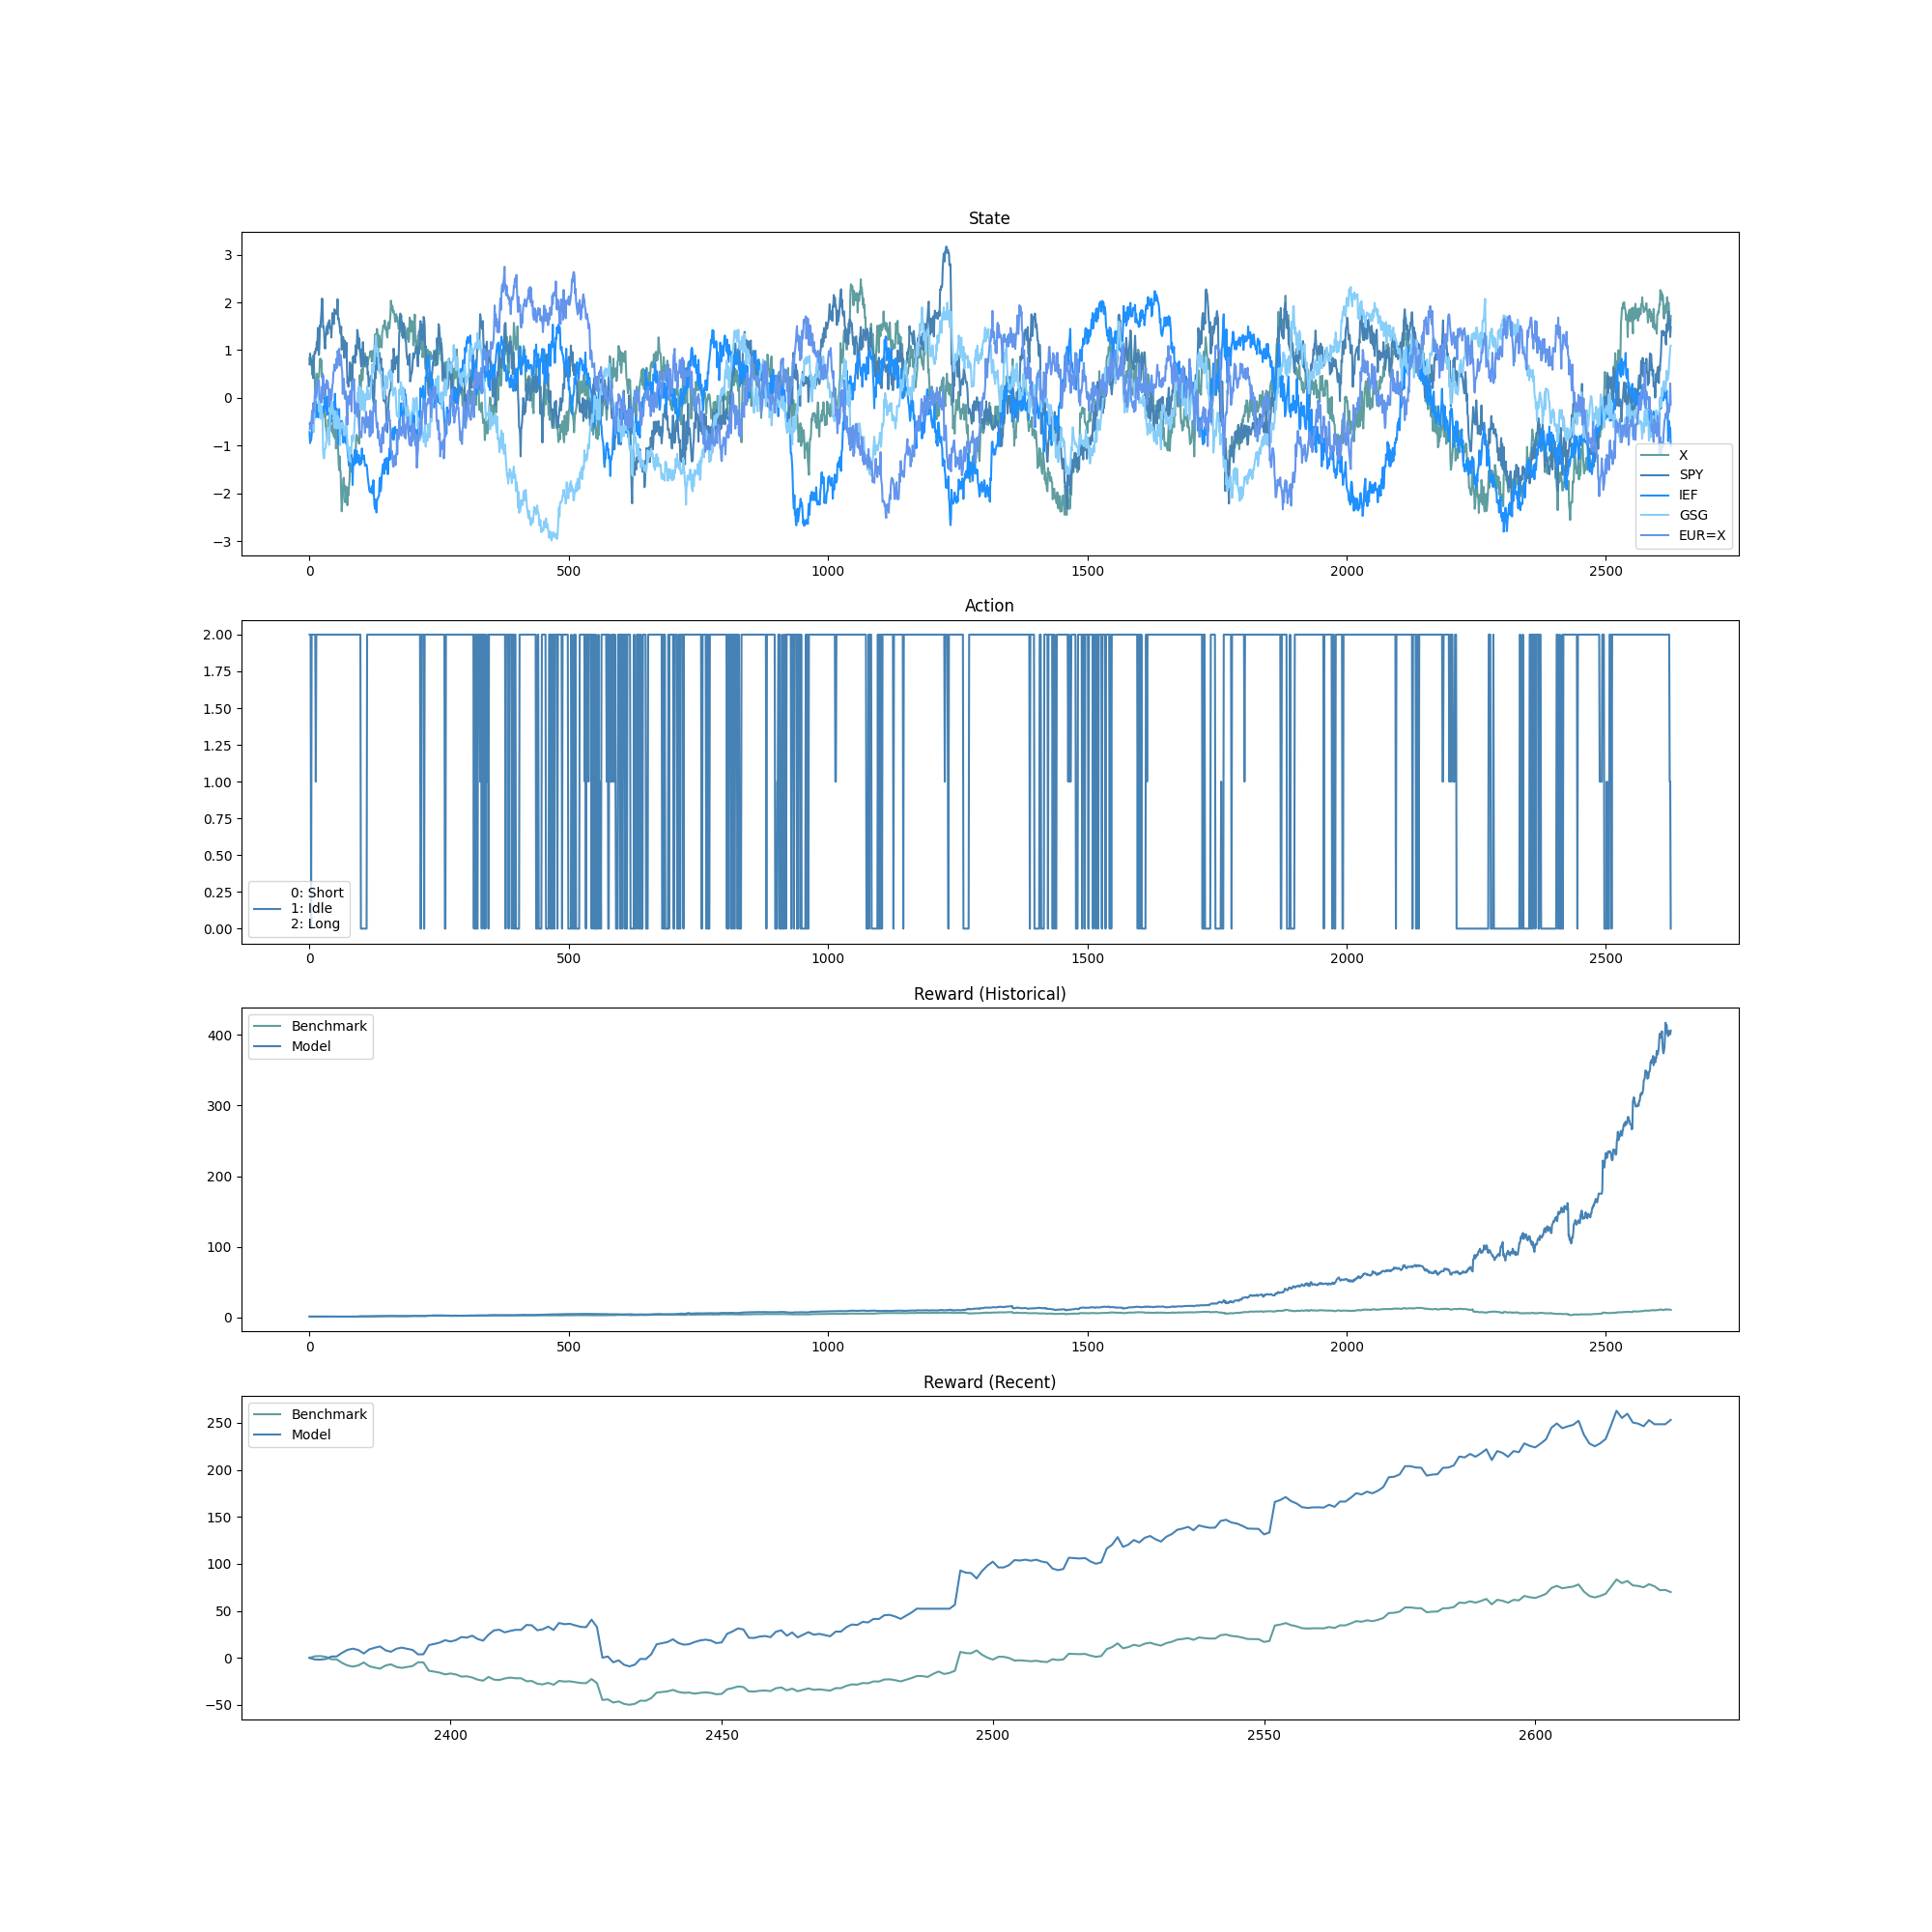 State
3
2
1
0
−1
−2
−3
X
SPY
IEF
GSG
EUR=X
0 500 1000 1500 2000 2500
Action
2.00
1.75
1.50
1.25
1.00
0.75
0.50
0.25
0.00
0: Short
1: Idle
2: Long
0 500 1000 1500 2000 2500
Reward (Historical)
Benchmark
Model
400
300
200
100
0
0 500 1000 1500 2000 2500
Reward (Recent)
Benchmark
Model
250
200
150
100
50
0
−50
2400 2450 2500 2550 2600